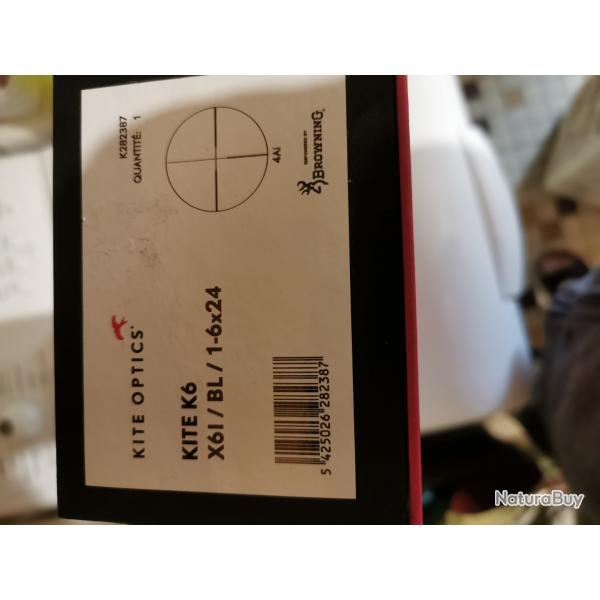 KITE OPTICS®
KITE K6
X6I / BL / 1-6x24
5 425026 282387
K282387
QUANTITÉ: 1
4Ai
BROWNING
NaturaBuy